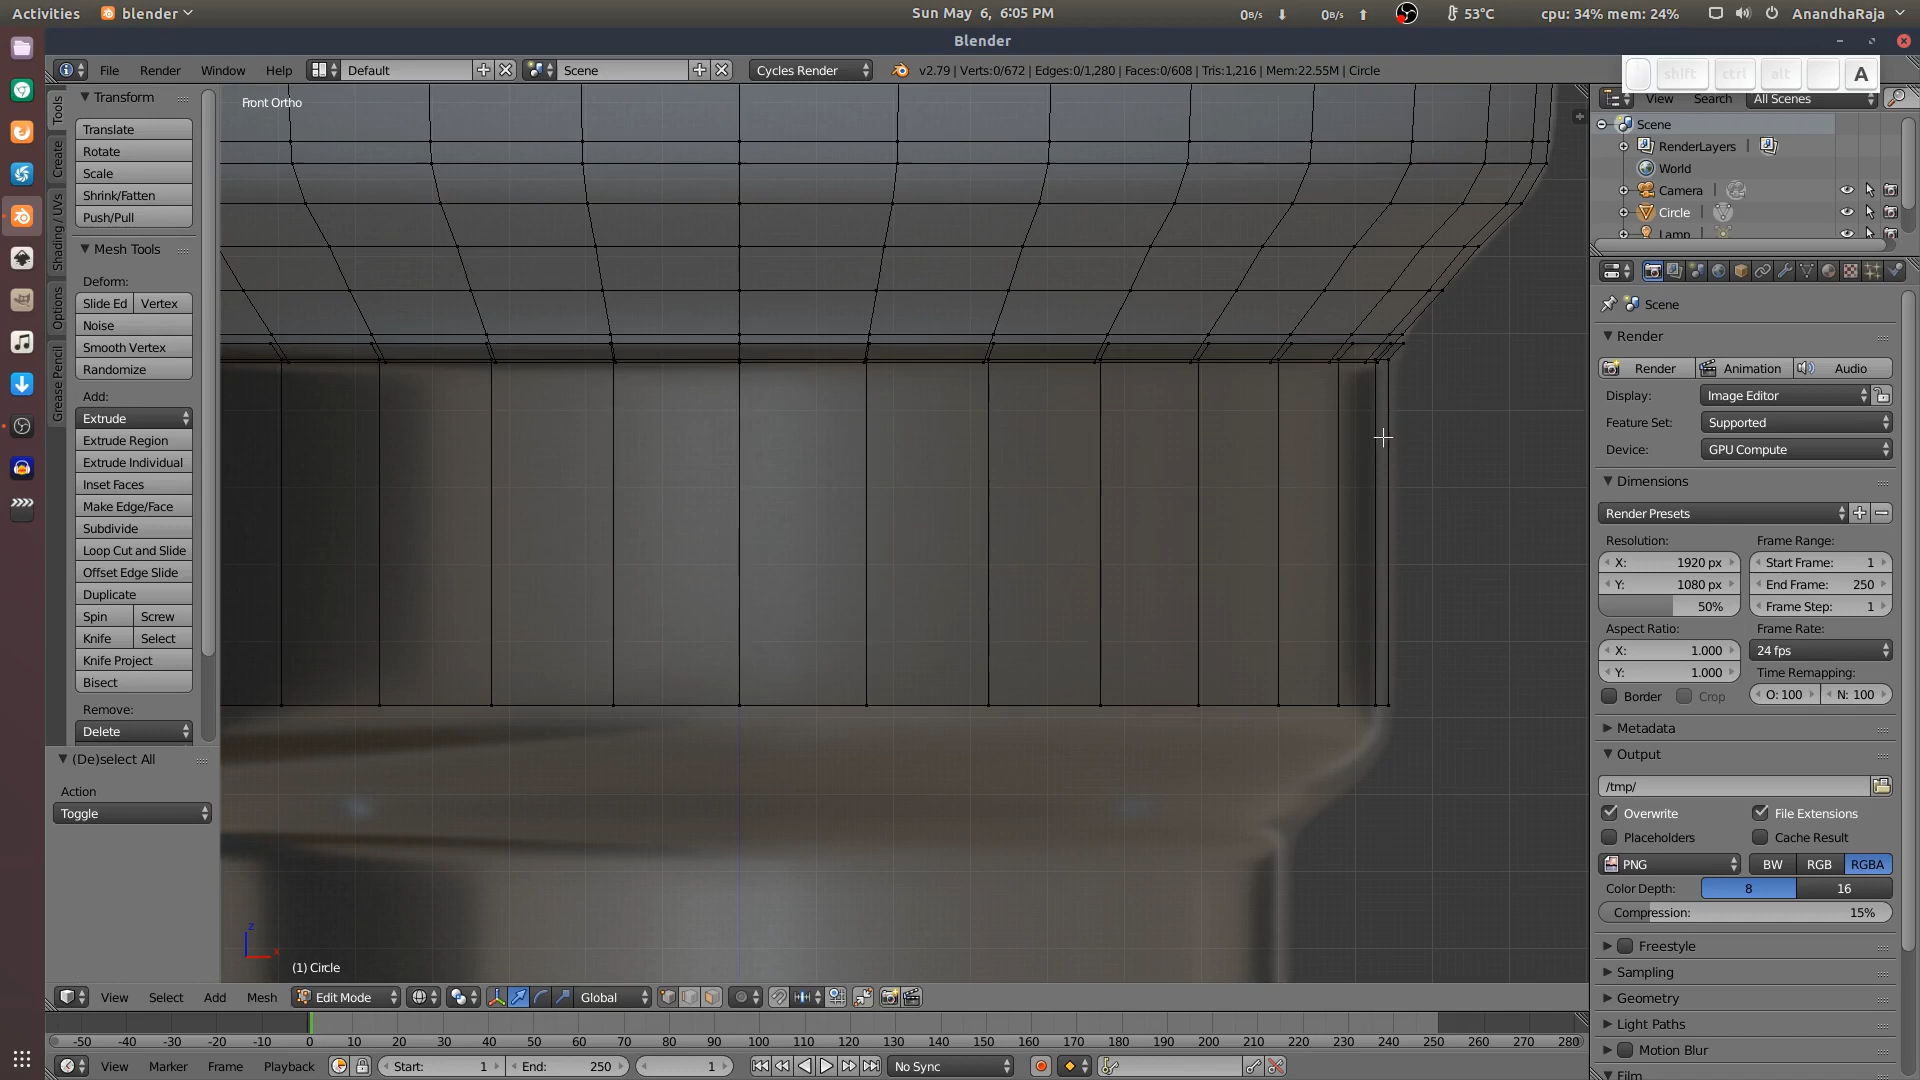 Activities blender Sun May 6, 6:05 PM 0B/s 0B/s 53°C cpu: 34% mem: 24% AnandhaRaja
Blender
File Render Window Help Default Scene Cycles Render v2.79 | Verts:0/672 | Edges:0/1,280 | Faces:0/608 | Tris:1,216 | Mem:22.55M | Circle
shift ctrl alt A
View Search All Scenes
Front Ortho
Tools
Create
Shading / UVs
Options
Grease Pencil
Transform
Translate
Rotate
Scale
Shrink/Fatten
Push/Pull
Mesh Tools
Deform:
Slide Ed Vertex
Noise
Smooth Vertex
Randomize
Add:
Extrude
Extrude Region
Extrude Individual
Inset Faces
Make Edge/Face
Subdivide
Loop Cut and Slide
Offset Edge Slide
Duplicate
Spin Screw
Knife Select
Knife Project
Bisect
Remove:
Delete
(De)select All
Action
Toggle
z
x
(1) Circle
Scene
RenderLayers
World
Camera
Circle
Lamp
Scene
Render
Render Animation Audio
Display: Image Editor
Feature Set: Supported
Device: GPU Compute
Dimensions
Render Presets
Resolution: Frame Range:
X: 1920 px Start Frame: 1
Y: 1080 px End Frame: 250
50% Frame Step: 1
Aspect Ratio: Frame Rate:
X: 1.000 24 fps
Y: 1.000 Time Remapping:
Border Crop O: 100 N: 100
Metadata
Output
/tmp/
Overwrite File Extensions
Placeholders Cache Result
PNG BW RGB RGBA
Color Depth: 8 16
Compression: 15%
Freestyle
Sampling
Geometry
Light Paths
Motion Blur
Film
View Select Add Mesh Edit Mode Global
-50 -40 -30 -20 -10 0 10 20 30 40 50 60 70 80 90 100 110 120 130 140 150 160 170 180 190 200 210 220 230 240 250 260 270 280
View Marker Frame Playback Start: 1 End: 250 1 No Sync